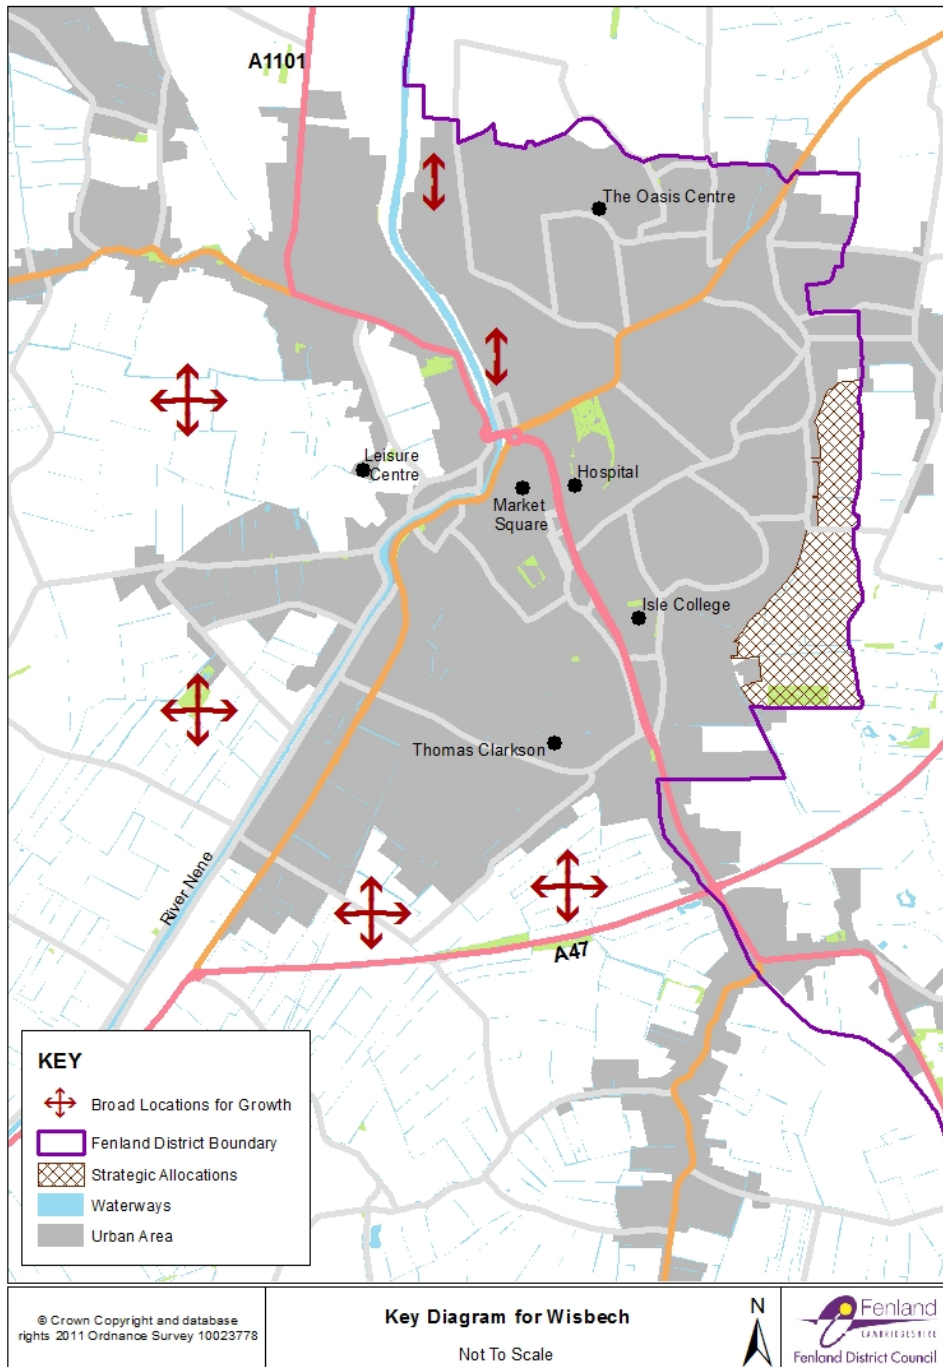 A1101
The Oasis Centre
Leisure
Centre
Hospital
Market
Square
Isle College
Thomas Clarkson
River Nene
A47
KEY
Broad Locations for Growth
Fenland District Boundary
Strategic Allocations
Waterways
Urban Area
© Crown Copyright and database
rights 2011 Ordnance Survey 10023778
Key Diagram for Wisbech
Not To Scale
N
Fenland
CAMBRIDGESHIRE
Fenland District Council